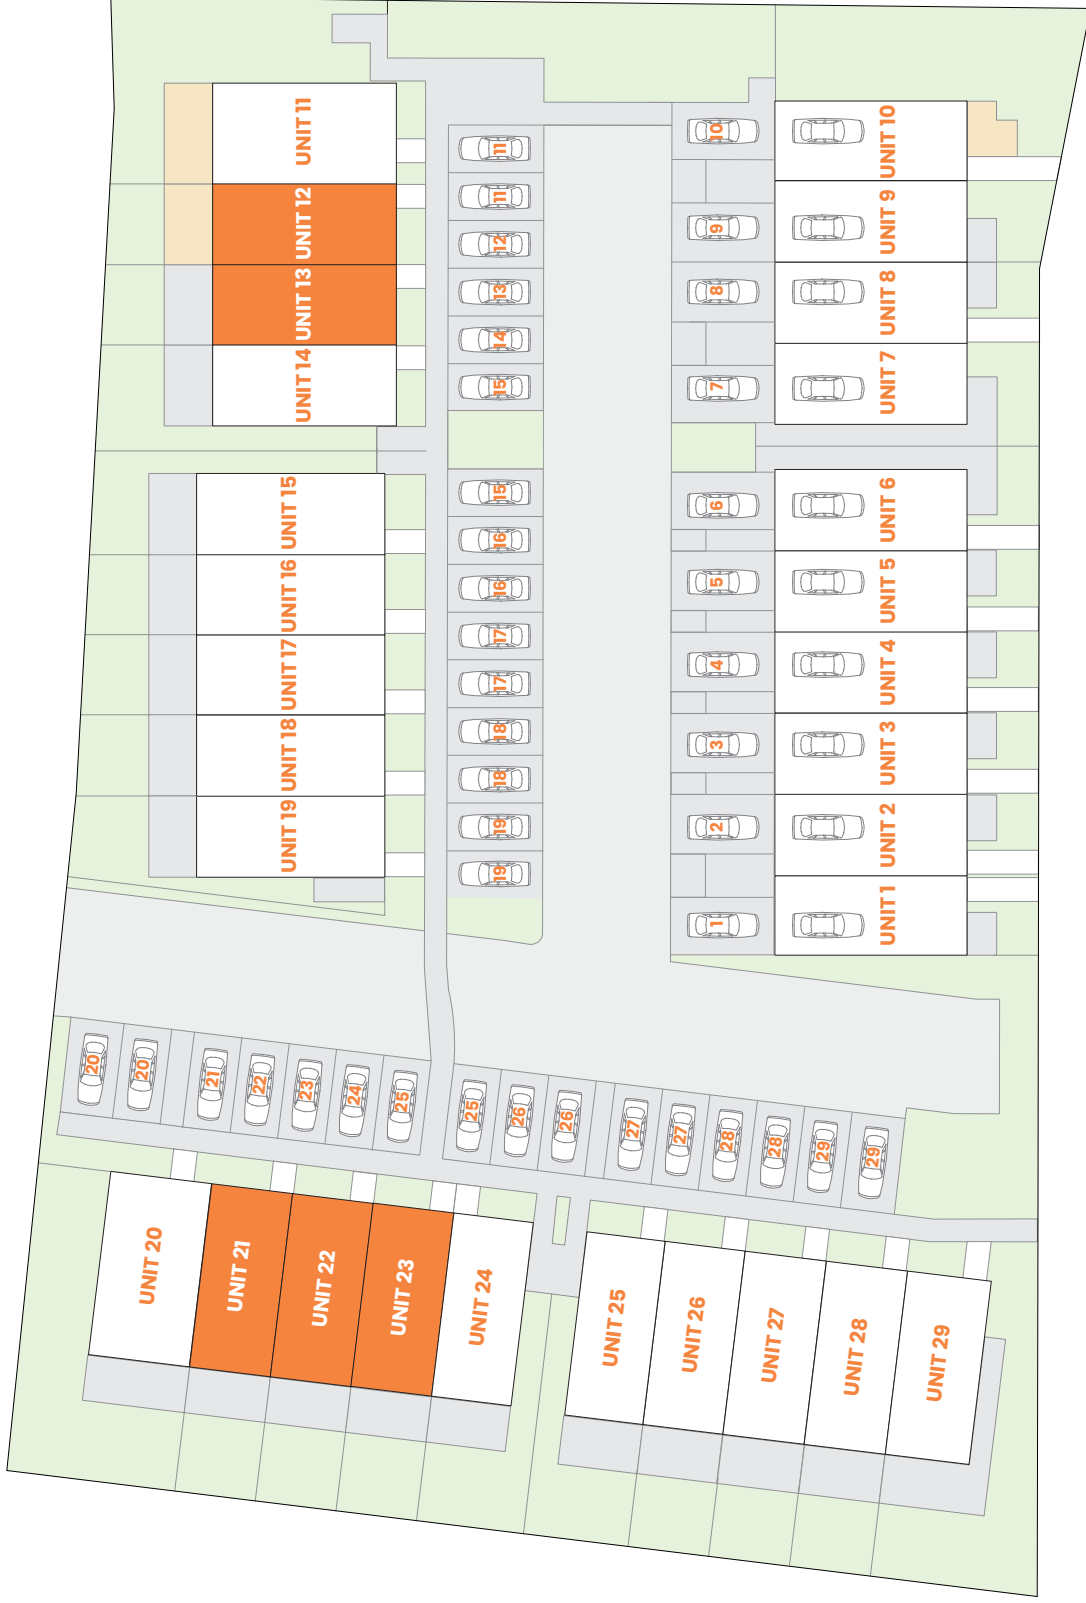 UNIT 11
UNIT 12
UNIT 13
UNIT 14
UNIT 15
UNIT 16
UNIT 17
UNIT 18
UNIT 19
11
11
12
13
14
15
15
16
16
17
17
18
18
19
19
10
9
8
7
6
5
4
3
2
1
UNIT 10
UNIT 9
UNIT 8
UNIT 7
UNIT 6
UNIT 5
UNIT 4
UNIT 3
UNIT 2
UNIT 1
20
20
21
22
23
24
25
25
26
26
27
27
28
28
29
29
UNIT 20
UNIT 21
UNIT 22
UNIT 23
UNIT 24
UNIT 25
UNIT 26
UNIT 27
UNIT 28
UNIT 29